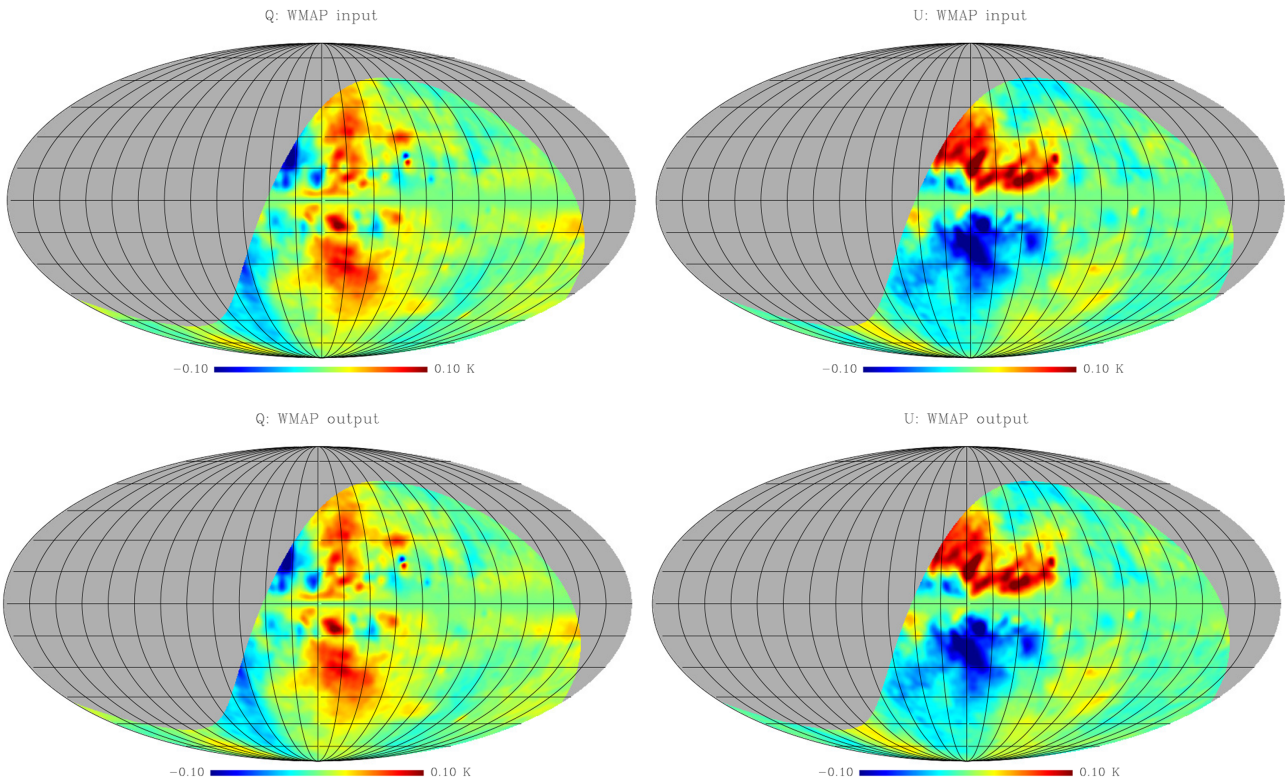 Q: WMAP input
U: WMAP input
−0.10 0.10 K
−0.10 0.10 K
Q: WMAP output
U: WMAP output
−0.10 0.10 K
−0.10 0.10 K